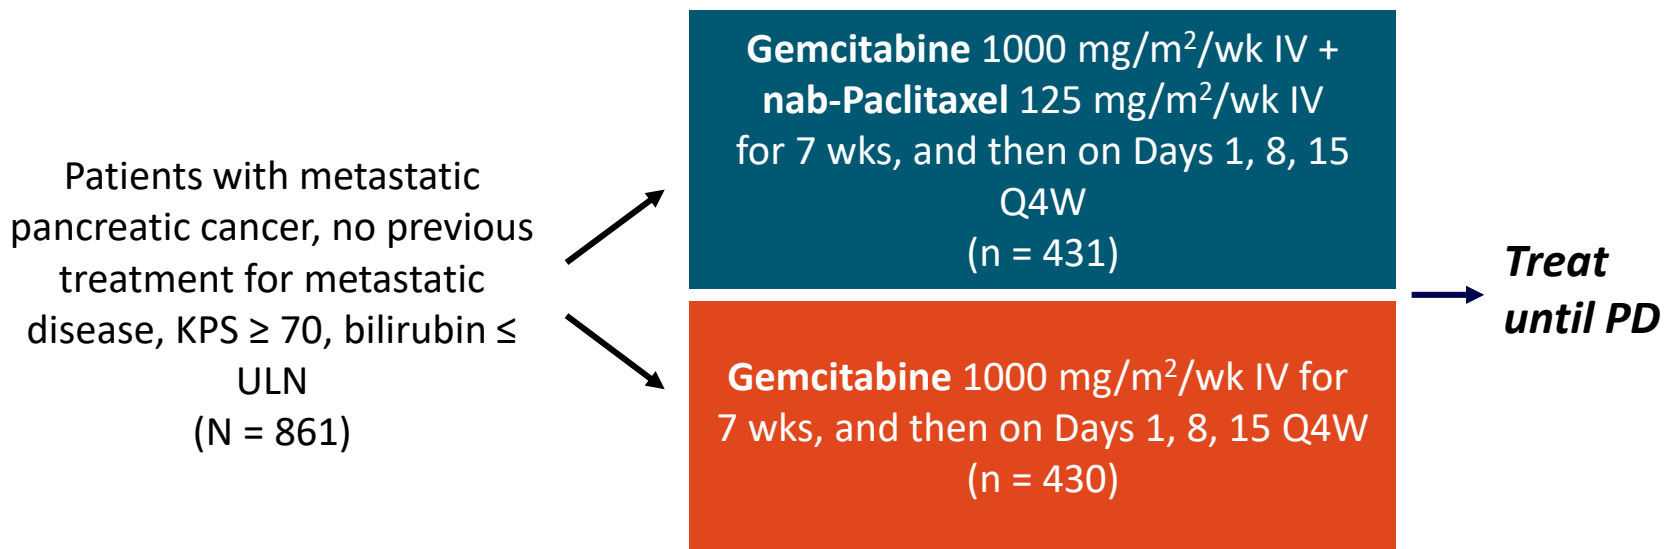 Patients with metastatic
pancreatic cancer, no previous
treatment for metastatic
disease, KPS ≥ 70, bilirubin ≤
ULN
(N = 861)
Gemcitabine 1000 mg/m²/wk IV +
nab-Paclitaxel 125 mg/m²/wk IV
for 7 wks, and then on Days 1, 8, 15
Q4W
(n = 431)
Gemcitabine 1000 mg/m²/wk IV for
7 wks, and then on Days 1, 8, 15 Q4W
(n = 430)
Treat
until PD